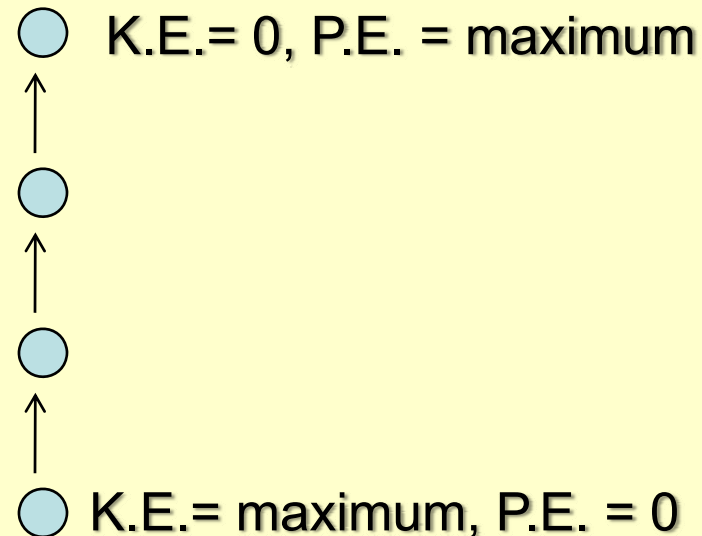 K.E.= 0, P.E. = maximum
K.E.= maximum, P.E. = 0